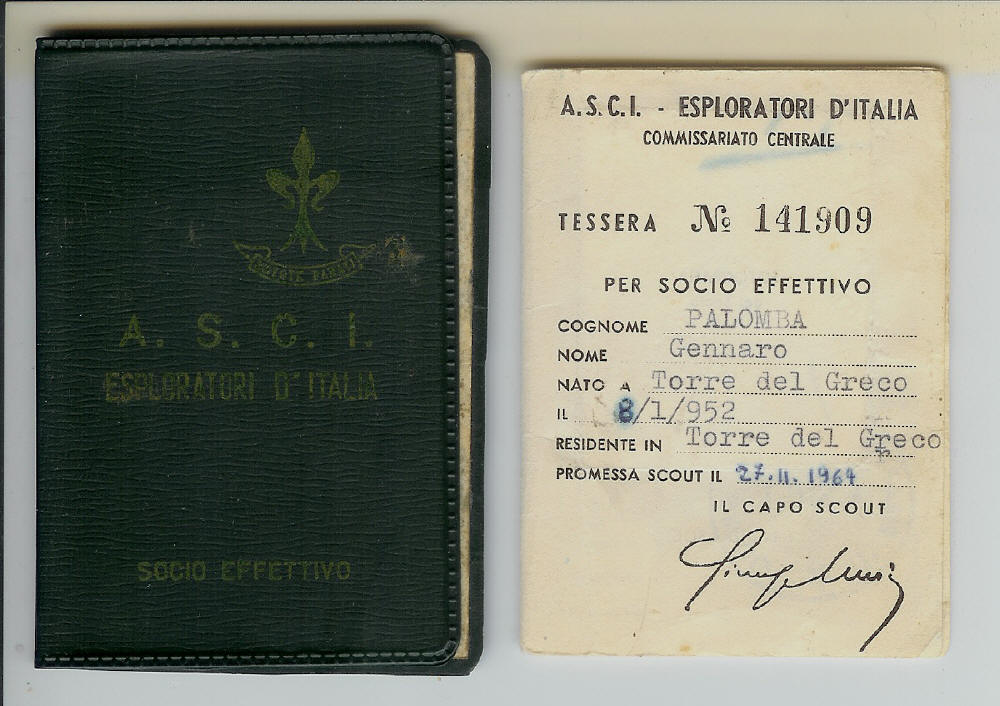 A. S. C. I.
ESPLORATORI D'ITALIA
SOCIO EFFETTIVO
A.S.C.I. - ESPLORATORI D'ITALIA
COMMISSARIATO CENTRALE
TESSERA № 141909
PER SOCIO EFFETTIVO
COGNOME PALOMBA
NOME Gennaro
NATO A Torre del Greco
IL 8/1/952
RESIDENTE IN Torre del Greco
PROMESSA SCOUT IL 27.11.1964
IL CAPO SCOUT